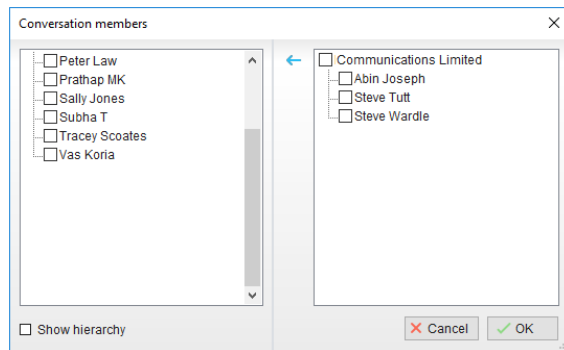 Conversation members
Peter Law
Prathap MK
Sally Jones
Subha T
Tracey Scoates
Vas Koria
Communications Limited
Abin Joseph
Steve Tutt
Steve Wardle
Show hierarchy
Cancel
OK